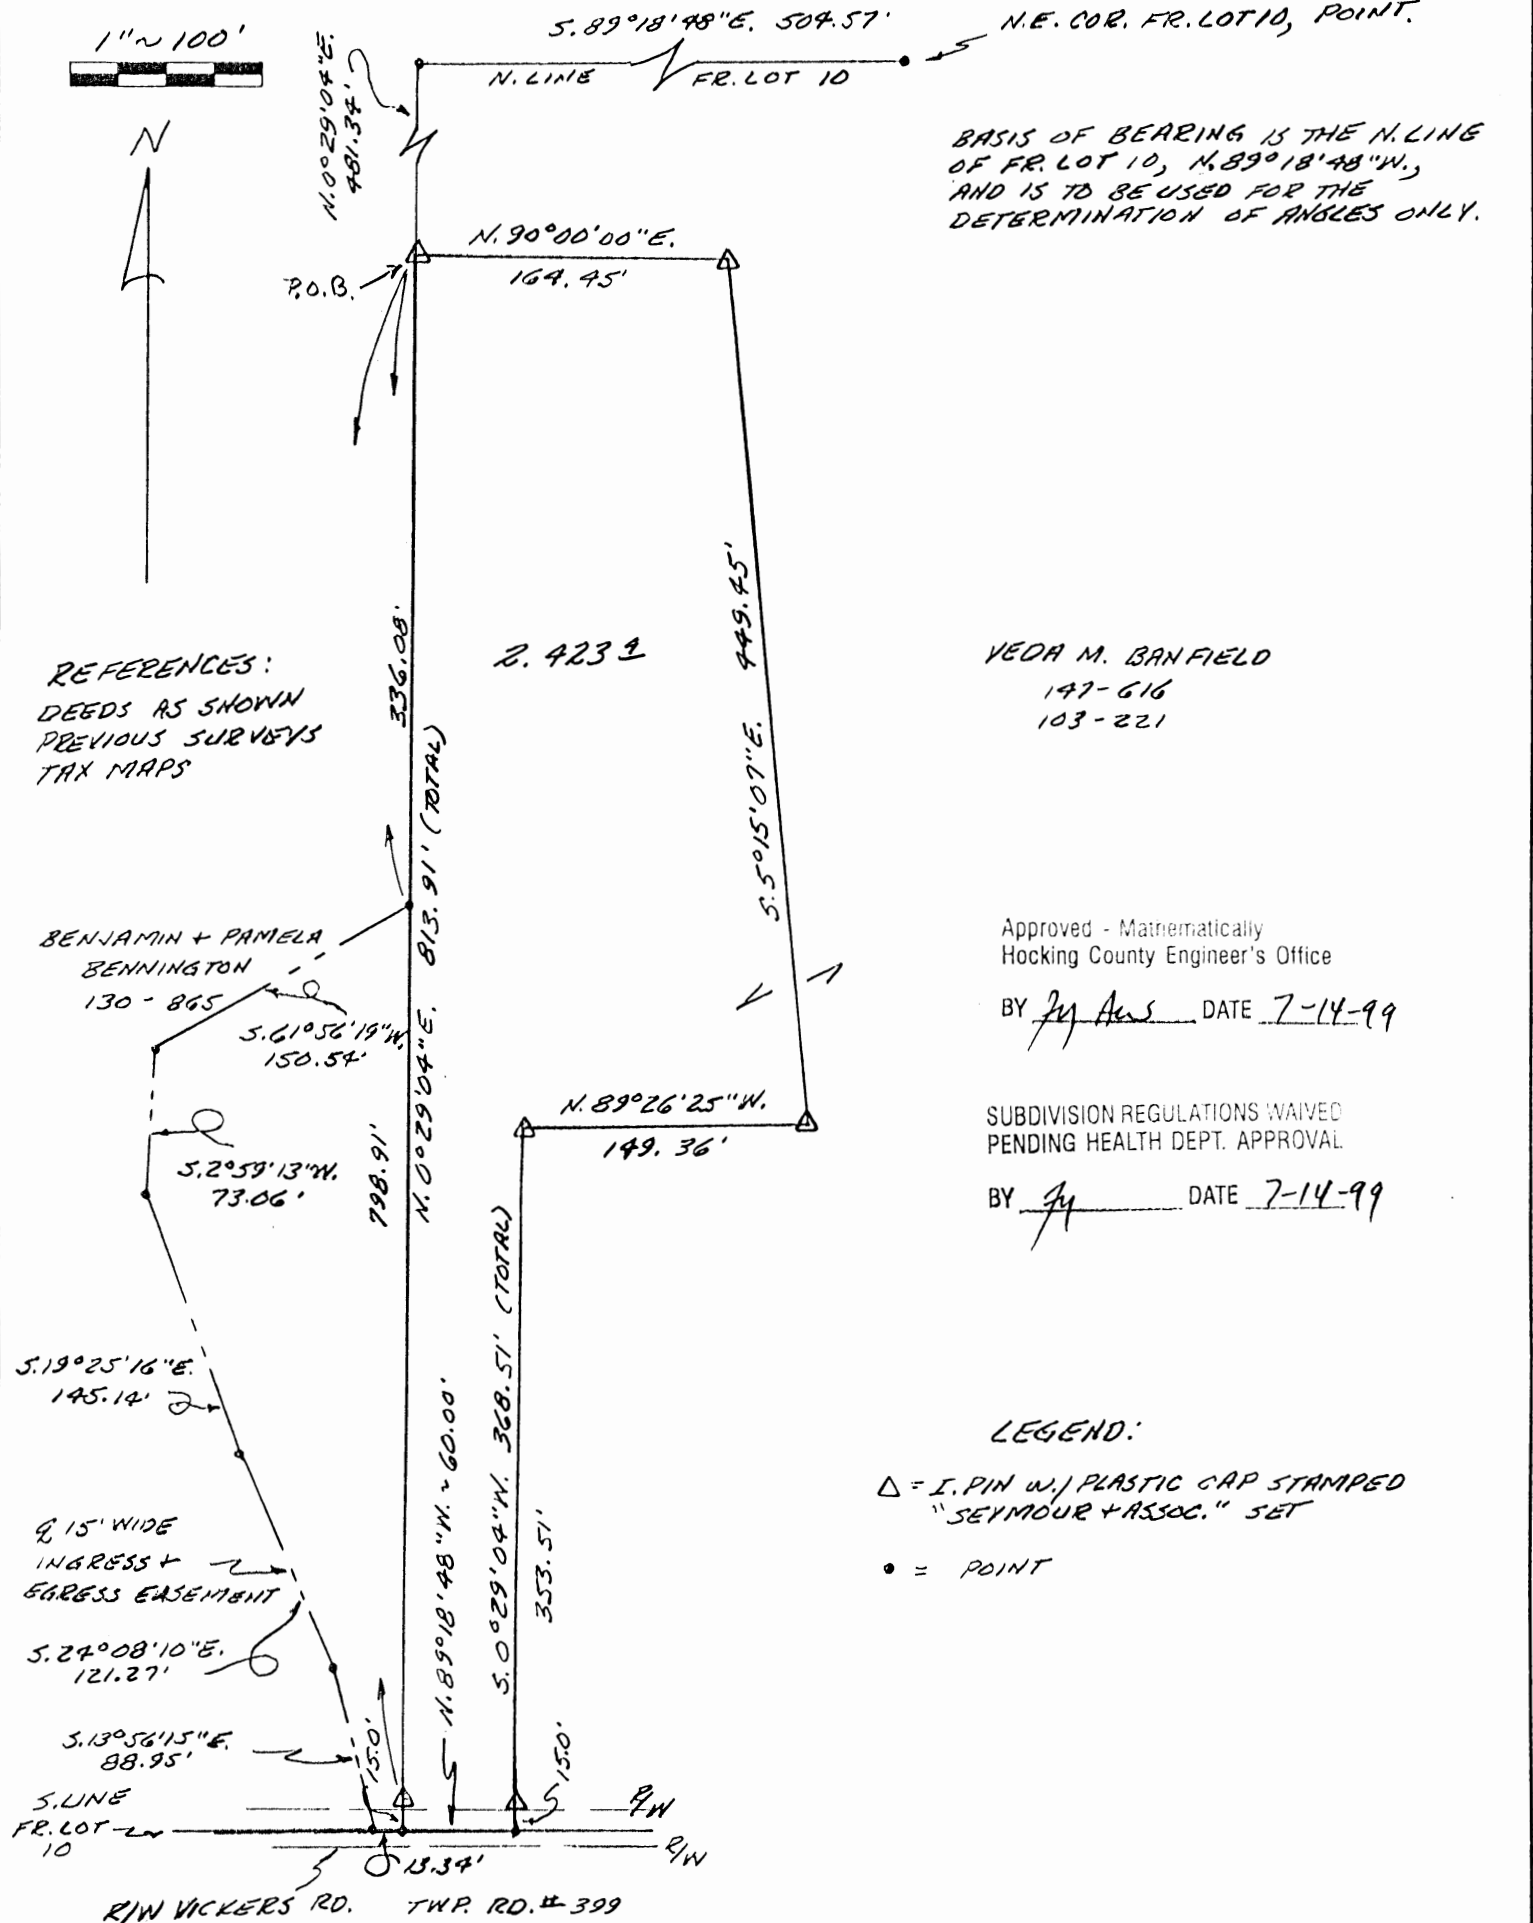 1"~100'
S.89°18'48"E. 504.57'
N.E. COR. FR. LOT 10, POINT.
N. LINE FR. LOT 10
N.0°29'04"E.
481.34'
N
BASIS OF BEARING IS THE N. LINE
OF FR. LOT 10, N.89°18'48"W.,
AND IS TO BE USED FOR THE
DETERMINATION OF ANGLES ONLY.
N.90°00'00"E.
164.45'
P.O.B.
336.08'
2.423
S.5°15'07"E. 449.45'
VEDA M. BANFIELD
147-616
103-221
REFERENCES:
DEEDS AS SHOWN
PREVIOUS SURVEYS
TAX MAPS
N.0°29'04"E. 813.91' (TOTAL)
BENJAMIN + PAMELA
BENNINGTON
130-865
S.61°56'19"W.
150.54'
Approved - Mathematically
Hocking County Engineer's Office
BY DATE 7-14-99
N.89°26'25"W.
149.36'
SUBDIVISION REGULATIONS WAIVED
PENDING HEALTH DEPT. APPROVAL
BY DATE 7-14-99
S.2°59'13"W.
73.06'
798.91'
S.0°29'04"W. 368.51' (TOTAL)
353.51'
S.19°25'16"E.
145.14'
N.89°18'48"W. ~ 60.00'
LEGEND:
△ = I. PIN W./ PLASTIC CAP STAMPED
"SEYMOUR + ASSOC." SET
• = POINT
℄ 15' WIDE
INGRESS +
EGRESS EASEMENT
S.24°08'10"E.
121.27'
S.13°56'15"E.
88.95'
15.0'
15.0'
S. LINE
FR. LOT
10
R/W
R/W
13.34'
R/W VICKERS RD. TWP. RD. # 399